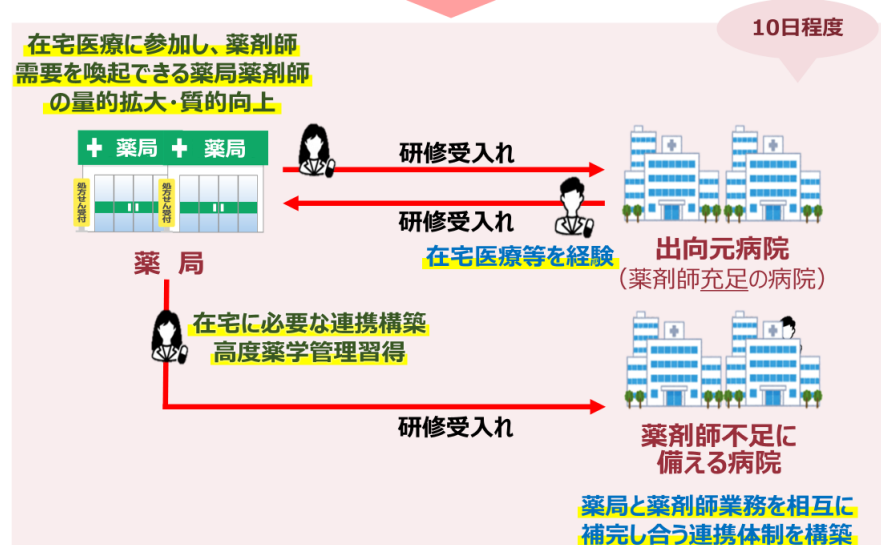 10日程度
在宅医療に参加し、薬剤師
需要を喚起できる薬局薬剤師
の量的拡大・質的向上
薬局 薬局
処方せん受付
処方せん受付
薬 局
研修受入れ
研修受入れ
在宅医療等を経験
出向元病院
（薬剤師充足の病院）
在宅に必要な連携構築
高度薬学管理習得
研修受入れ
薬剤師不足に
備える病院
薬局と薬剤師業務を相互に
補完し合う連携体制を構築